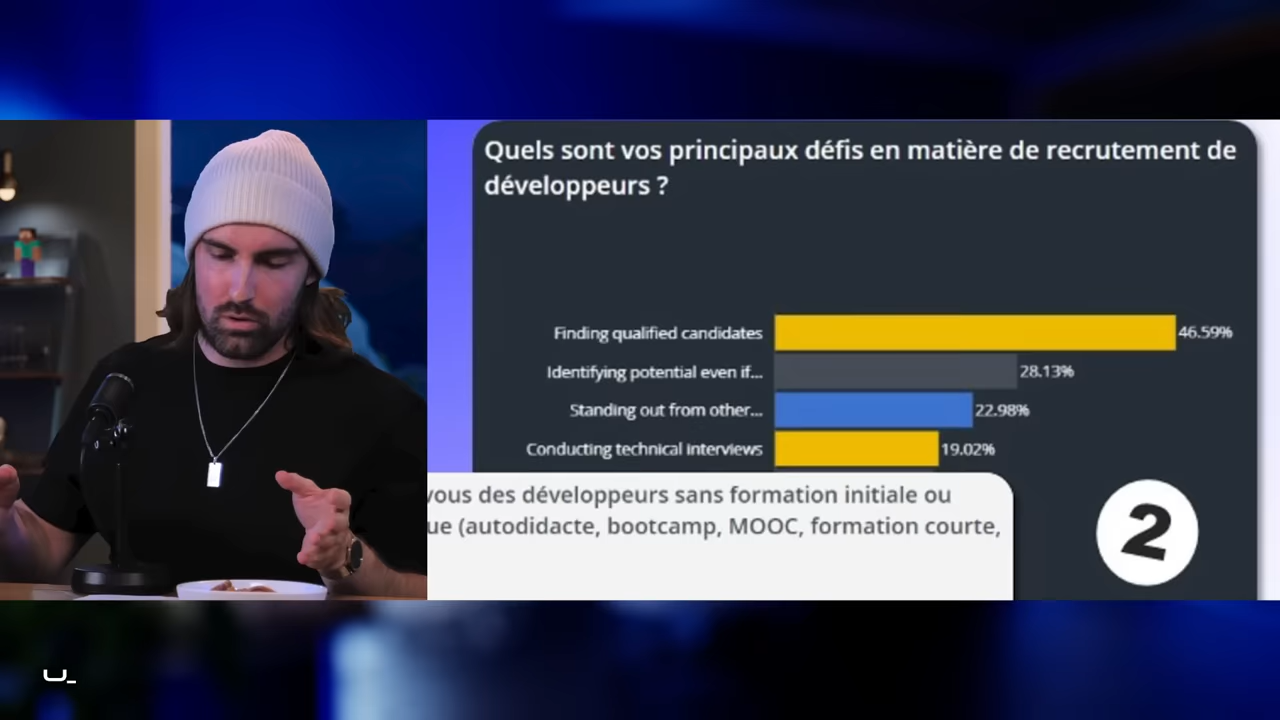 Quels sont vos principaux défis en matière de recrutement de
développeurs ?
Finding qualified candidates 46.59%
Identifying potential even if... 28.13%
Standing out from other... 22.98%
Conducting technical interviews 19.02%
vous des développeurs sans formation initiale ou
ue (autodidacte, bootcamp, MOOC, formation courte,
2